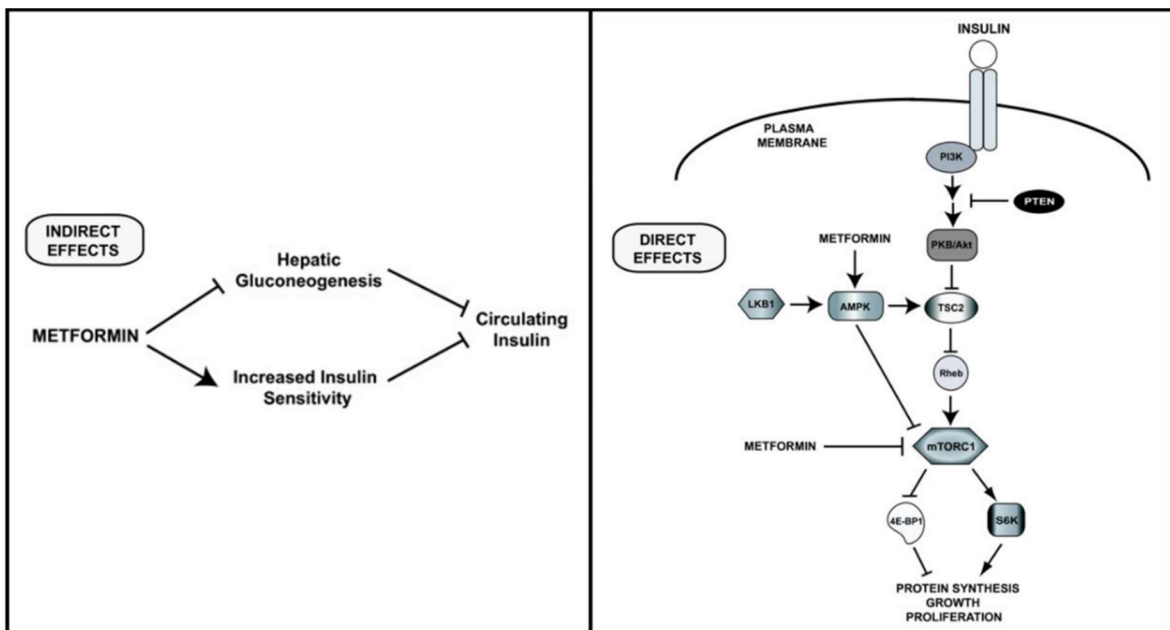 INDIRECT
EFFECTS
Hepatic
Gluconeogenesis
METFORMIN
Circulating
Insulin
Increased Insulin
Sensitivity
INSULIN
PLASMA
MEMBRANE
PI3K
PTEN
DIRECT
EFFECTS
METFORMIN
PKB/Akt
LKB1
AMPK
TSC2
Rheb
METFORMIN
mTORC1
4E-BP1
S6K
PROTEIN SYNTHESIS
GROWTH
PROLIFERATION